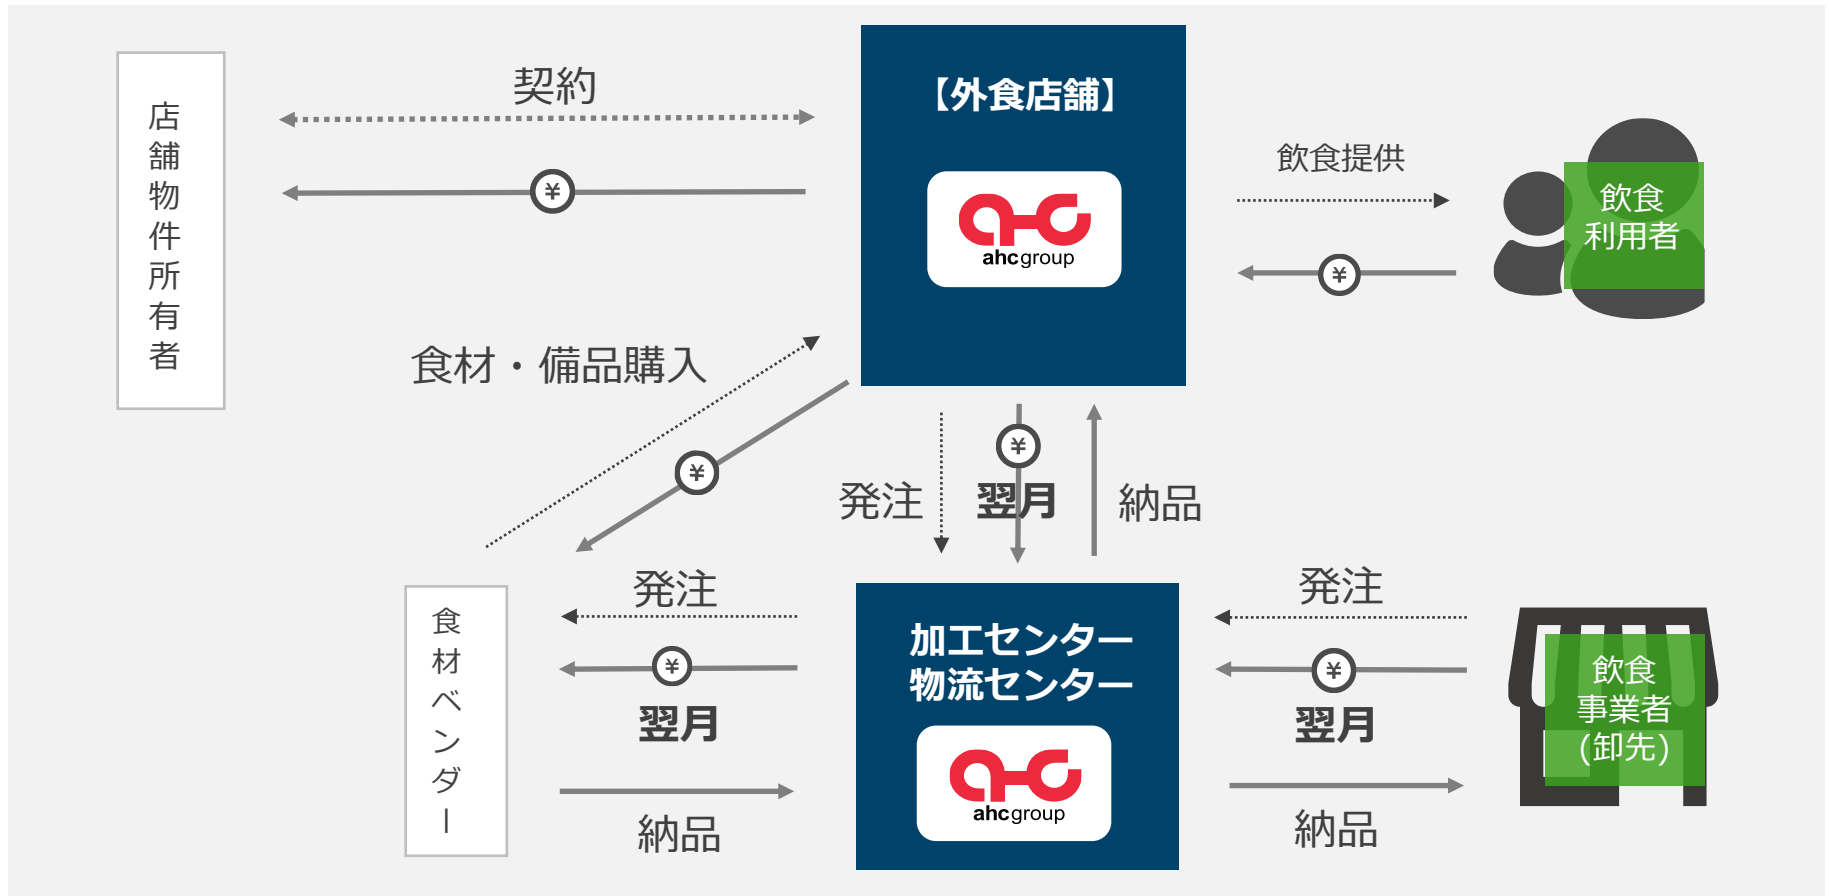 契約
【外食店舗】
店舗物件所有者
¥
ahcgroup
飲食提供
飲食
利用者
¥
食材・備品購入
¥
¥
発注
翌月
納品
食材ベンダー
発注
¥
翌月
納品
加工センター
物流センター
ahcgroup
発注
¥
翌月
納品
飲食
事業者
(卸先)